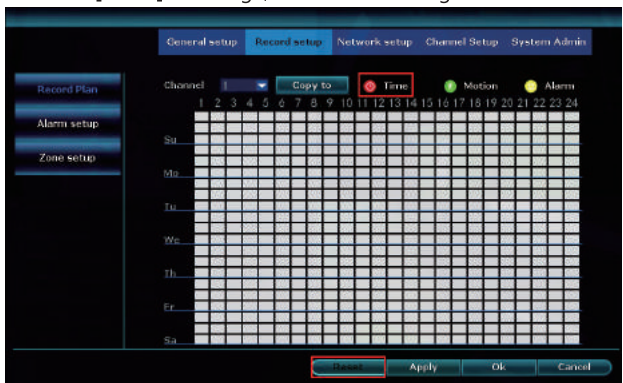 General setup Record setup Network setup Channel Setup System Admin
Record Plan
Alarm setup
Zone setup
Channel 1 Copy to Time Motion Alarm
1 2 3 4 5 6 7 8 9 10 11 12 13 14 15 16 17 18 19 20 21 22 23 24
Su
Mo
Tu
We
Th
Fr
Sa
Reset Apply Ok Cancel